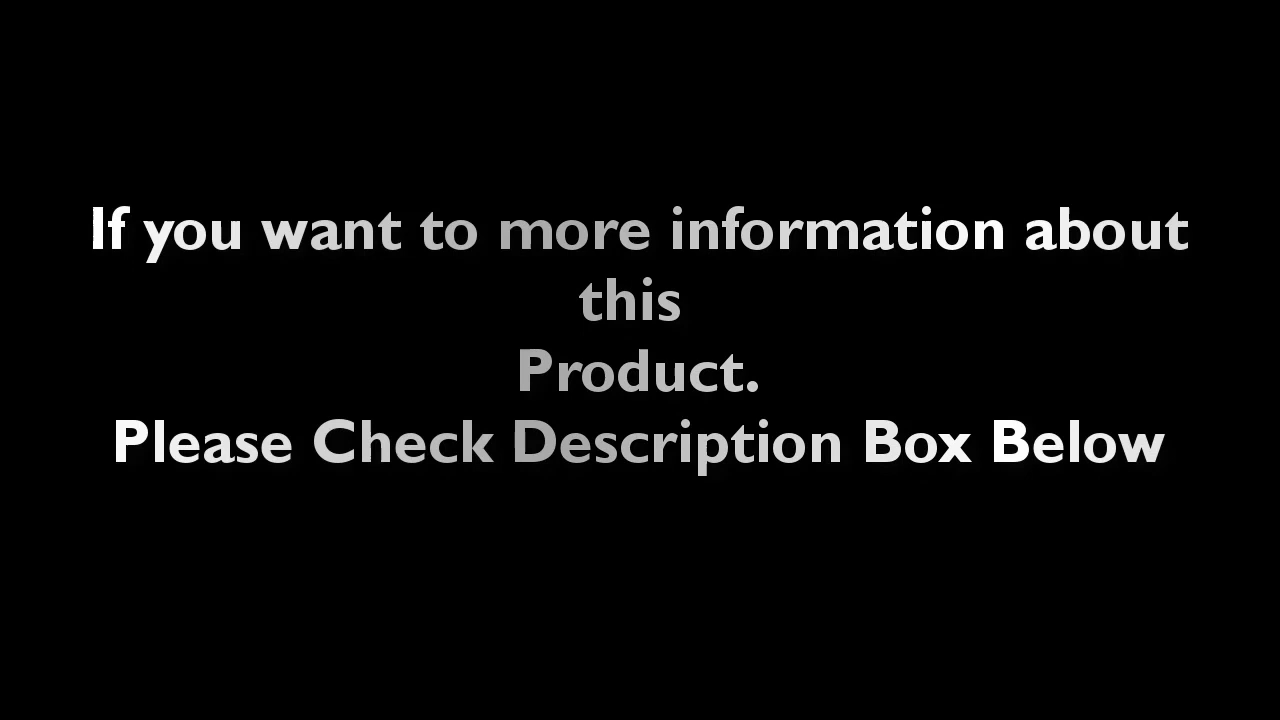 If you want to more information about
this
Product.
Please Check Description Box Below